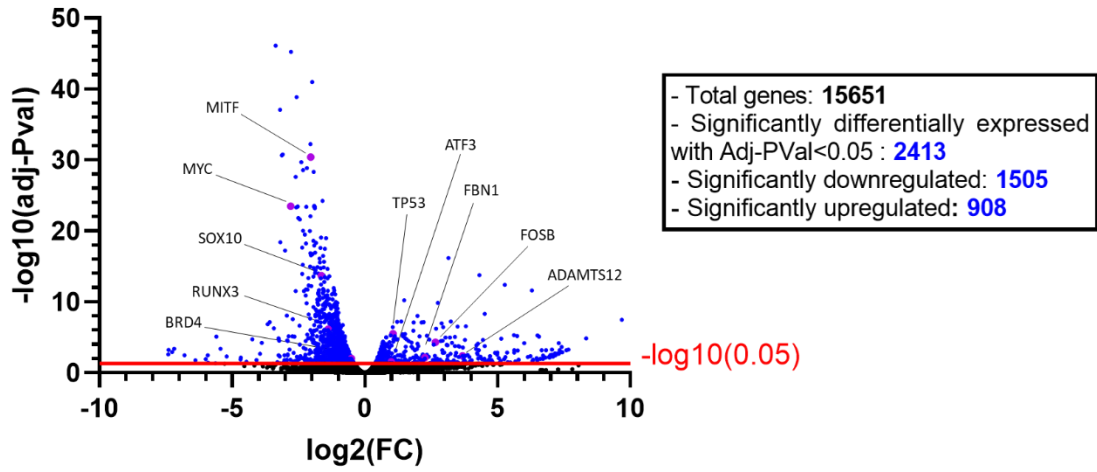 50
40
30
20
10
0
-log10(adj-Pval)
MITF
MYC
SOX10
RUNX3
BRD4
ATF3
TP53
FBN1
FOSB
ADAMTS12
-log10(0.05)
-10
-5
0
5
10
log2(FC)
- Total genes: 15651
- Significantly differentially expressed
with Adj-PVal<0.05 : 2413
- Significantly downregulated: 1505
- Significantly upregulated: 908